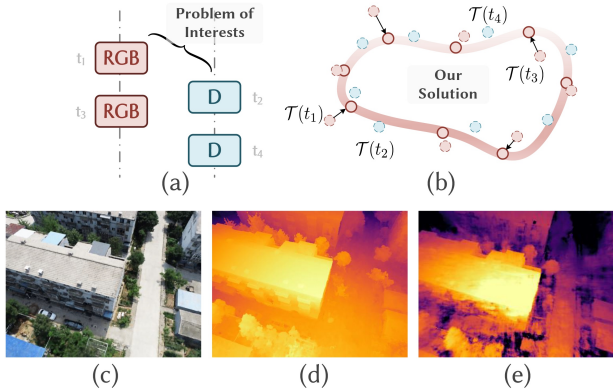 Problem of
Interests
t₁ RGB
D t₂
t₃ RGB
D t₄
(a)
𝒯(t₄)
Our
Solution
𝒯(t₃)
𝒯(t₁)
𝒯(t₂)
(b)
(c)
(d)
(e)